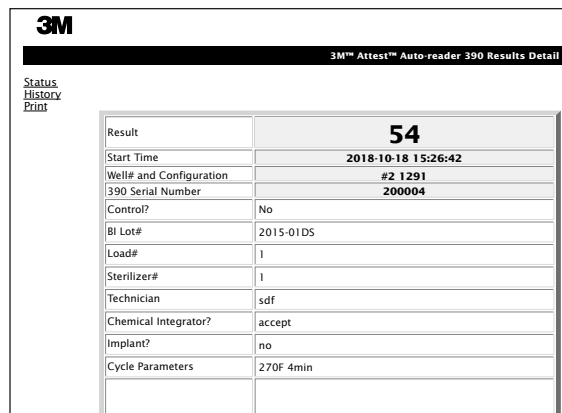 3M
3M™ Attest™ Auto-reader 390 Results Detail
Status
History
Print
Result 54
Start Time 2018-10-18 15:26:42
Well# and Configuration #2 1291
390 Serial Number 200004
Control? No
BI Lot# 2015-01DS
Load# 1
Sterilizer# 1
Technician sdf
Chemical Integrator? accept
Implant? no
Cycle Parameters 270F 4min